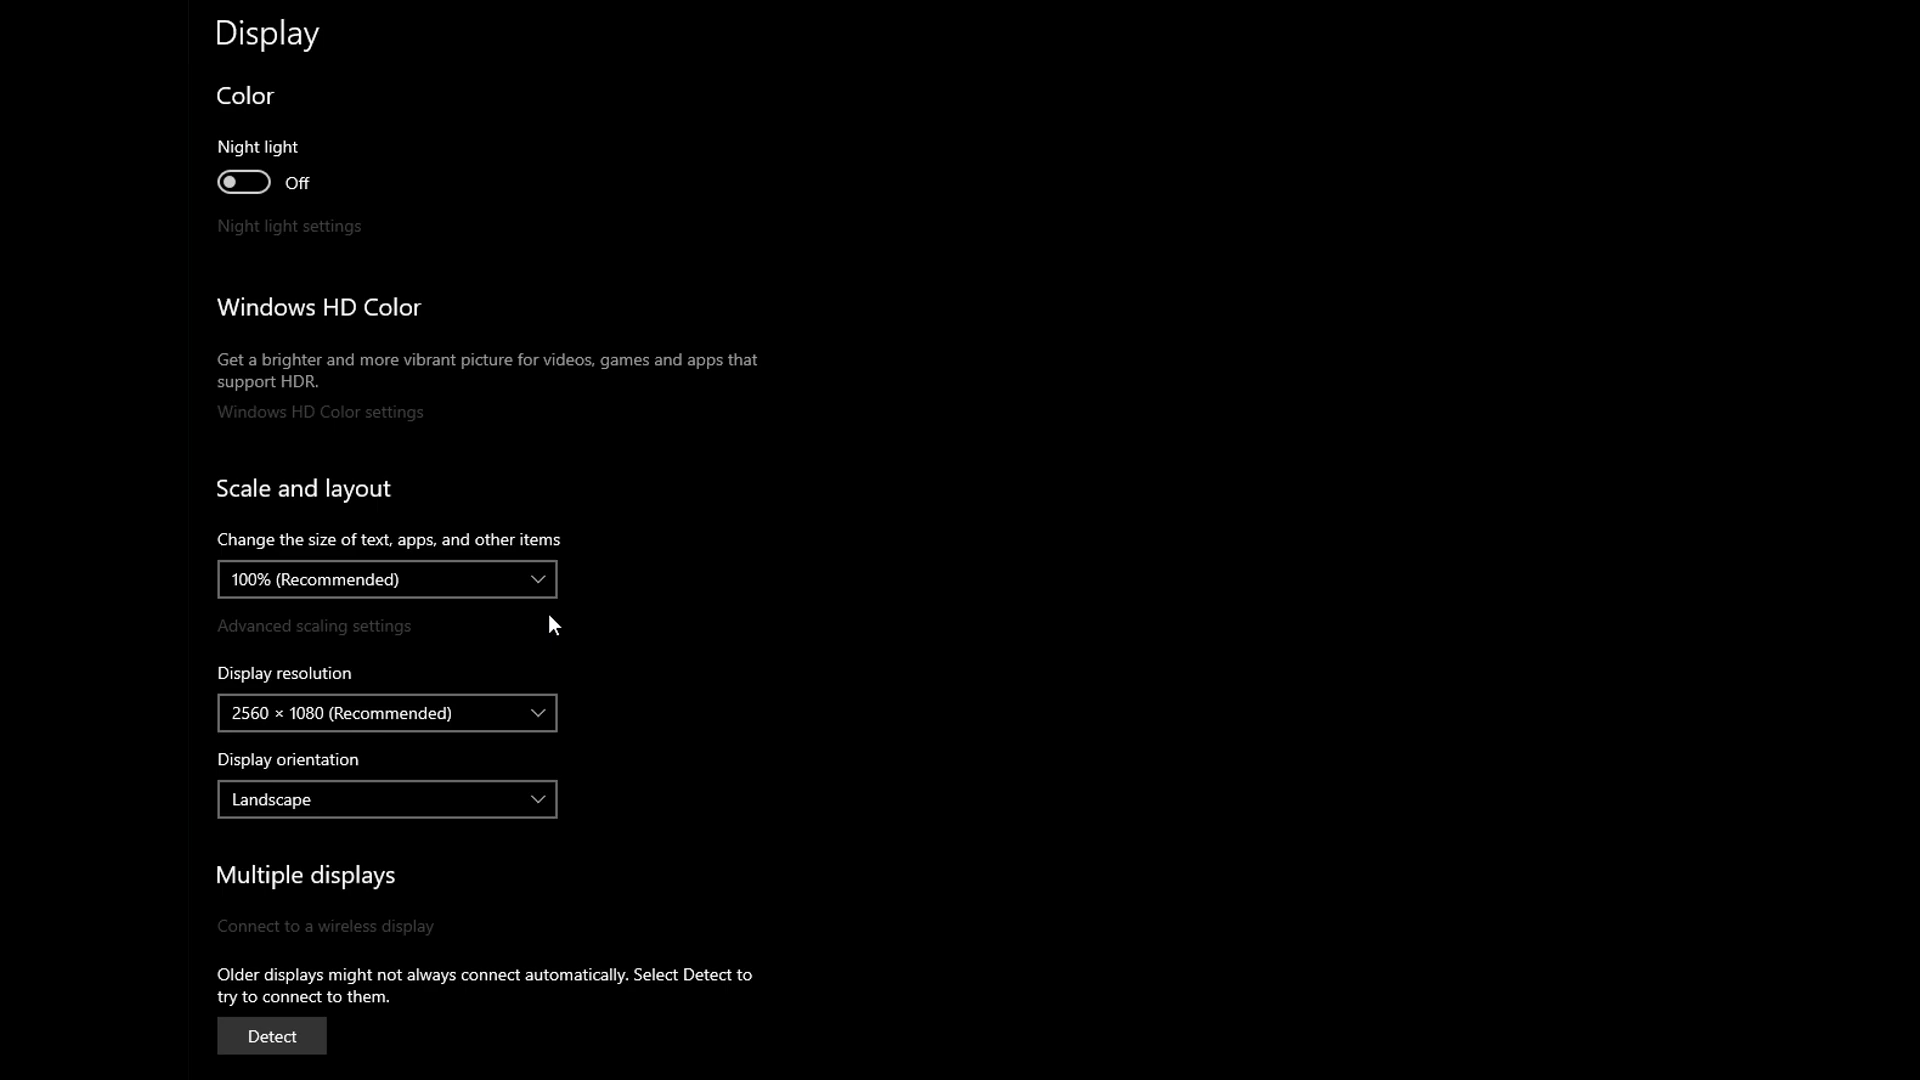 Display
Color
Night light
Off
Night light settings
Windows HD Color
Get a brighter and more vibrant picture for videos, games and apps that
support HDR.
Windows HD Color settings
Scale and layout
Change the size of text, apps, and other items
100% (Recommended)
Advanced scaling settings
Display resolution
2560 × 1080 (Recommended)
Display orientation
Landscape
Multiple displays
Connect to a wireless display
Older displays might not always connect automatically. Select Detect to
try to connect to them.
Detect